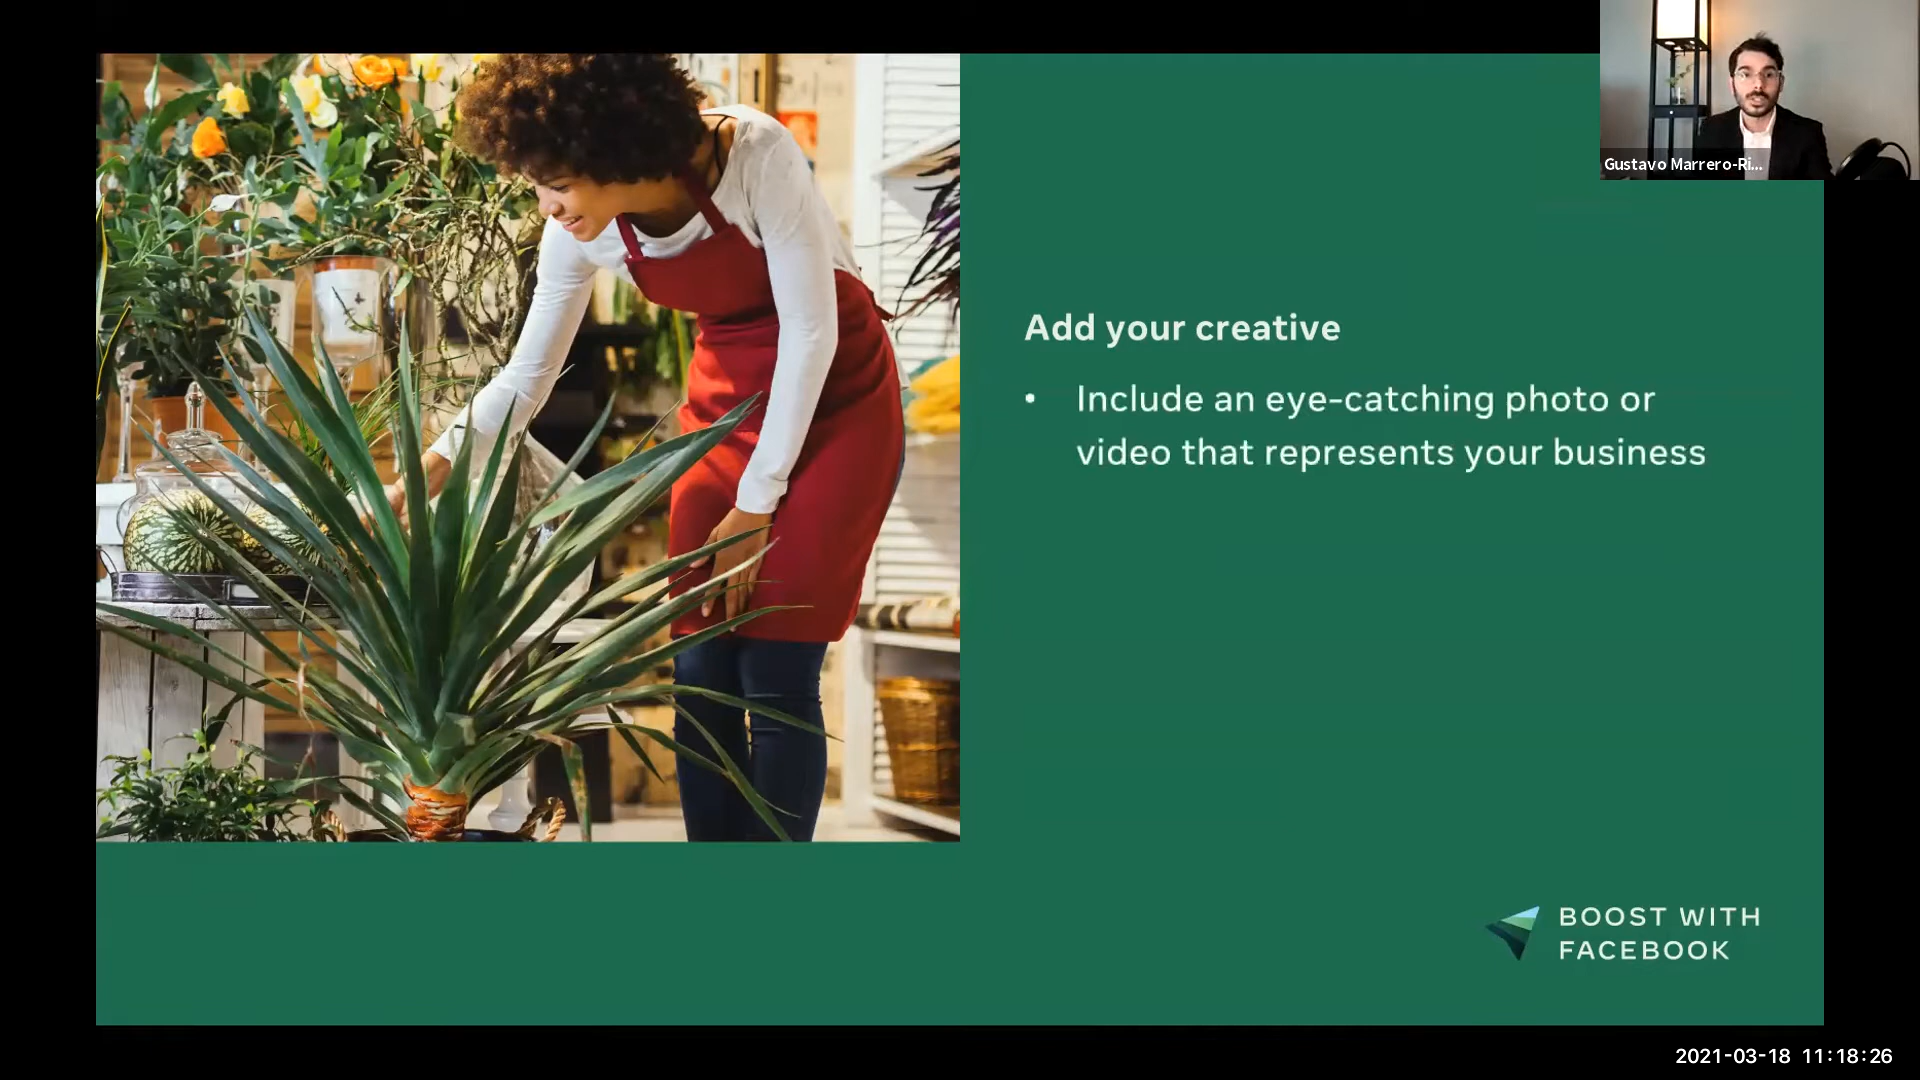 Gustavo Marrero-Ri...
Add your creative
• Include an eye-catching photo or
video that represents your business
BOOST WITH
FACEBOOK
2021-03-18 11:18:26